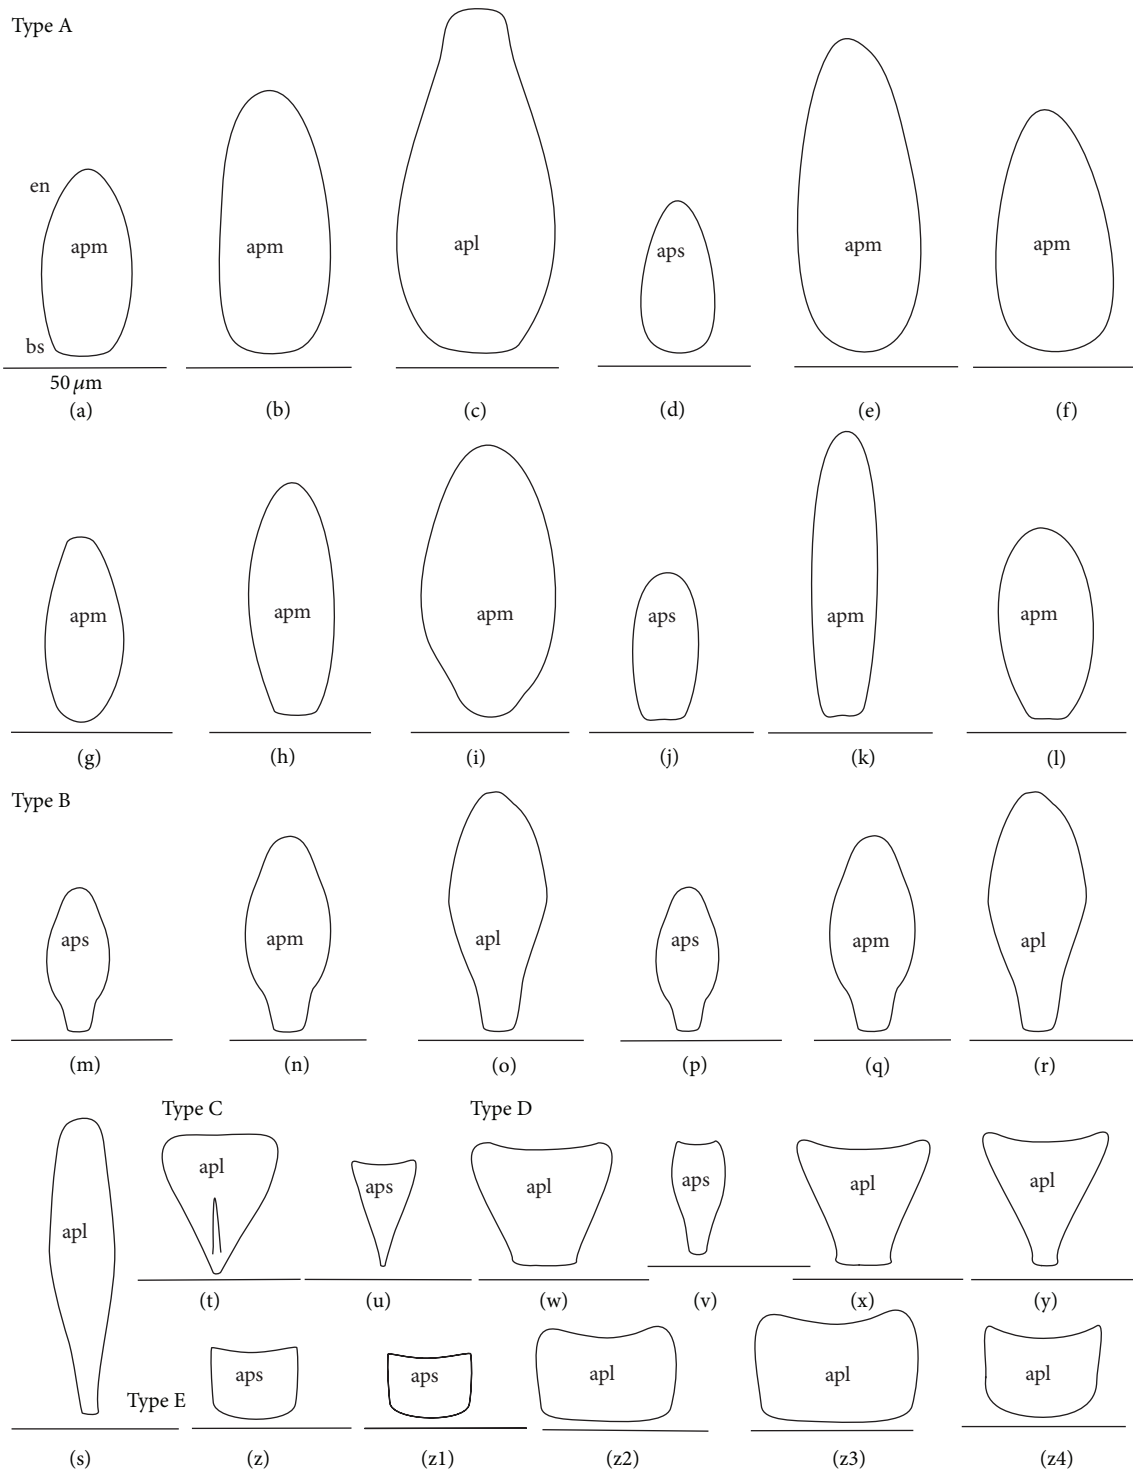 Type A
en
apm
apm
apl
aps
apm
apm
bs
50 μm
(a)
(b)
(c)
(d)
(e)
(f)
apm
apm
apm
aps
apm
apm
(g)
(h)
(i)
(j)
(k)
(l)
Type B
aps
apm
apl
aps
apm
apl
(m)
(n)
(o)
(p)
(q)
(r)
Type C
Type D
apl
apl
aps
apl
aps
apl
apl
(t)
(u)
(w)
(v)
(x)
(y)
Type E
aps
aps
apl
apl
apl
(s)
(z)
(z1)
(z2)
(z3)
(z4)